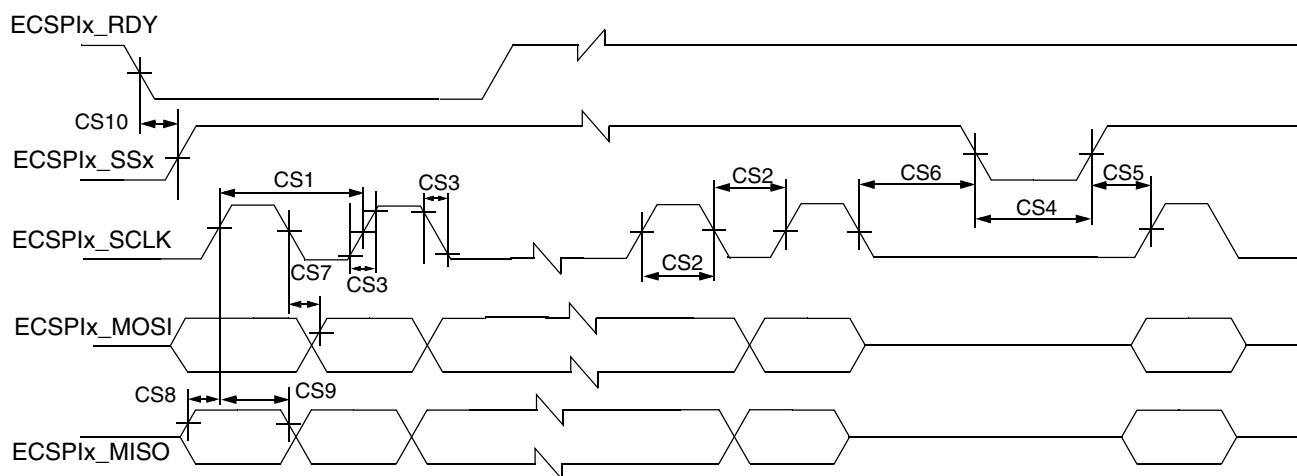 ECSPIx_RDY
CS10
ECSPIx_SSx
CS1
CS3
CS2
CS6
CS5
CS4
ECSPIx_SCLK
CS7
CS3
CS2
ECSPIx_MOSI
CS8
CS9
ECSPIx_MISO